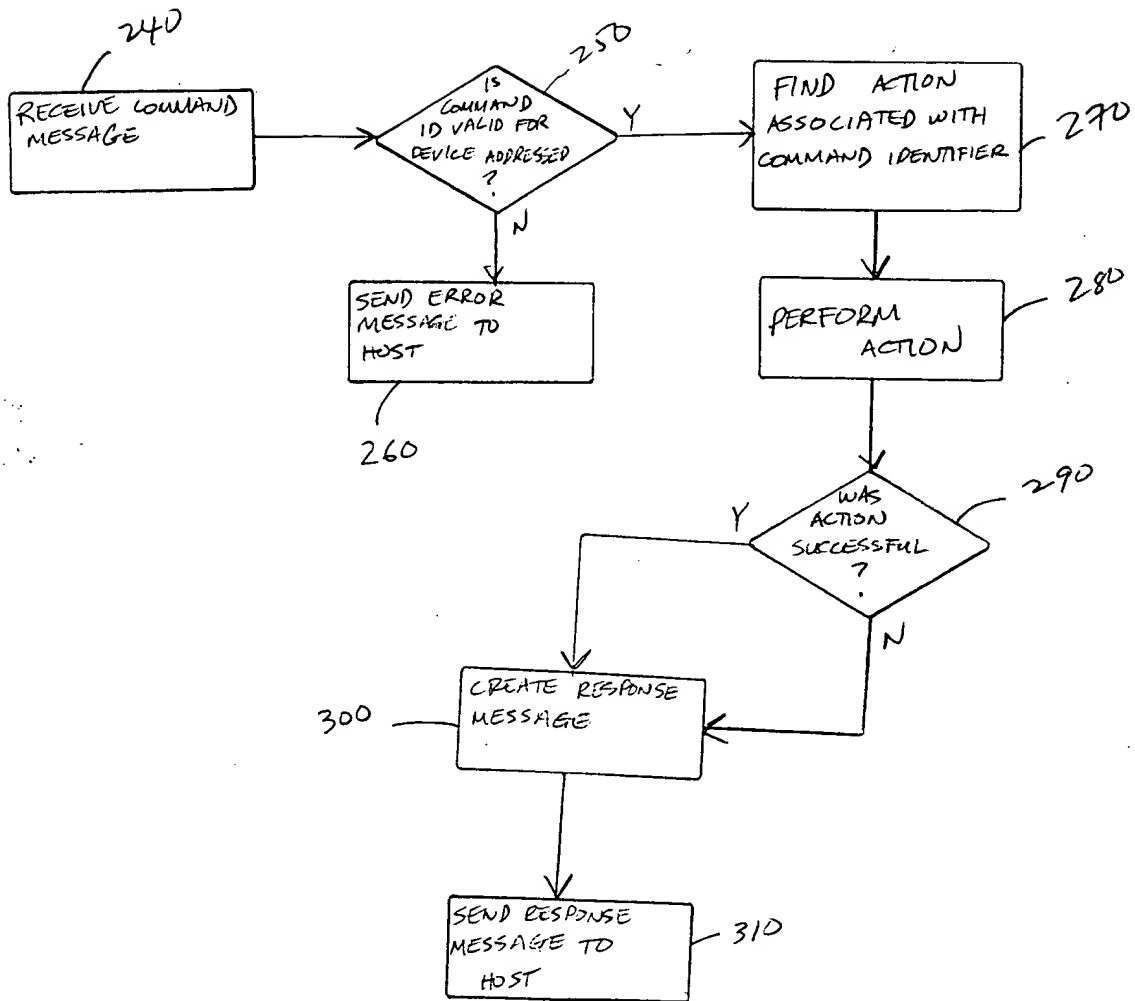 240
RECEIVE COMMAND
MESSAGE
250
IS
COMMAND
ID VALID FOR
DEVICE ADDRESSED
?
Y
N
FIND ACTION
ASSOCIATED WITH
COMMAND IDENTIFIER
270
SEND ERROR
MESSAGE TO
HOST
260
PERFORM
ACTION
280
WAS
ACTION
SUCCESSFUL
?
290
Y
N
CREATE RESPONSE
MESSAGE
300
SEND RESPONSE
MESSAGE TO
HOST
310